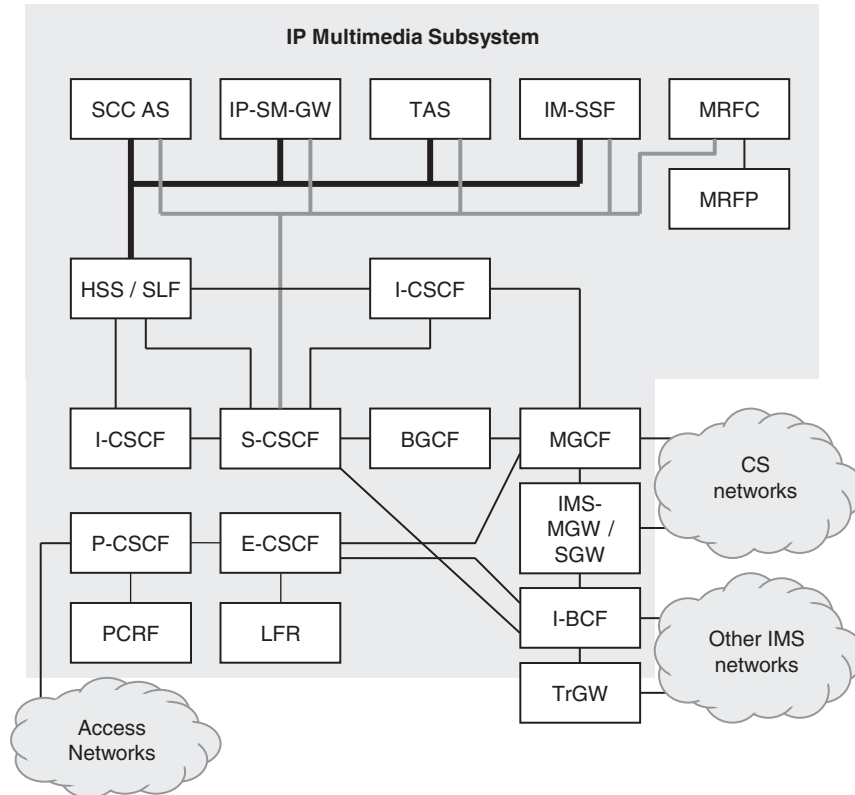 IP Multimedia Subsystem
SCC AS
IP-SM-GW
TAS
IM-SSF
MRFC
MRFP
HSS / SLF
I-CSCF
I-CSCF
S-CSCF
BGCF
MGCF
CS
networks
IMS-
MGW /
SGW
P-CSCF
E-CSCF
PCRF
LFR
I-BCF
Other IMS
networks
TrGW
Access
Networks